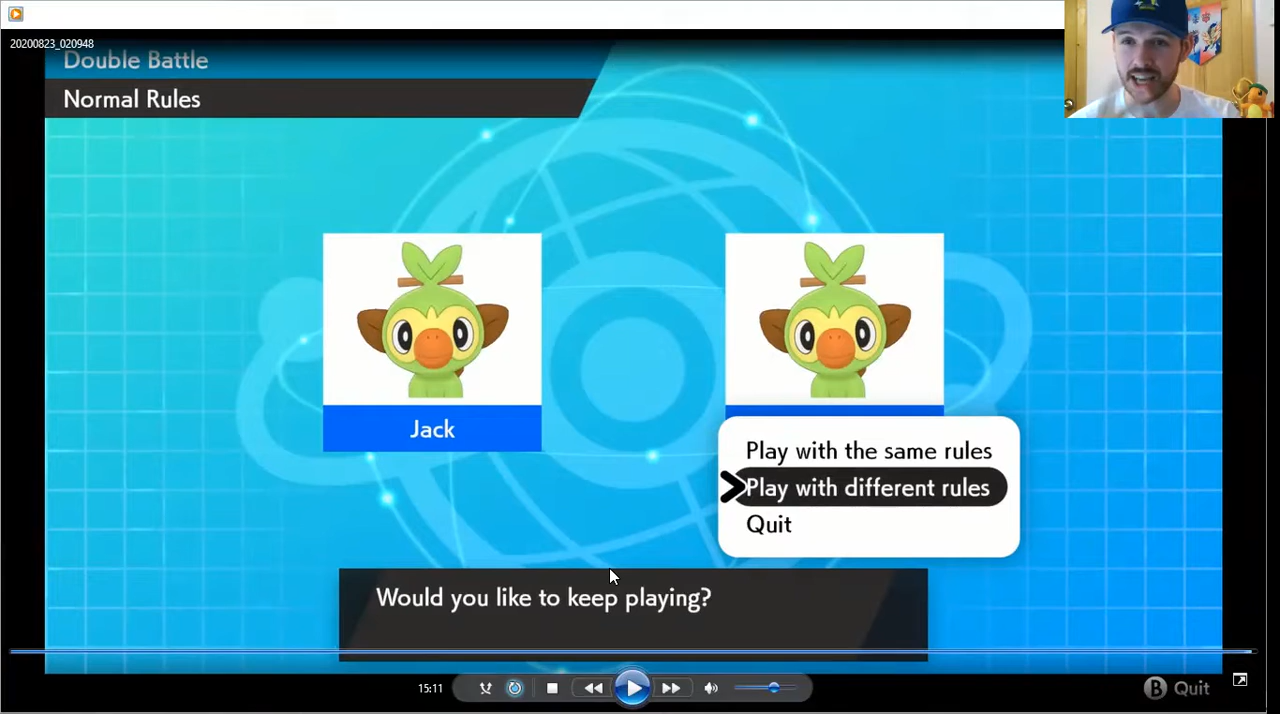 20200823_020948
Double Battle
Normal Rules
Jack
Play with the same rules
Play with different rules
Quit
Would you like to keep playing?
15:11
B Quit